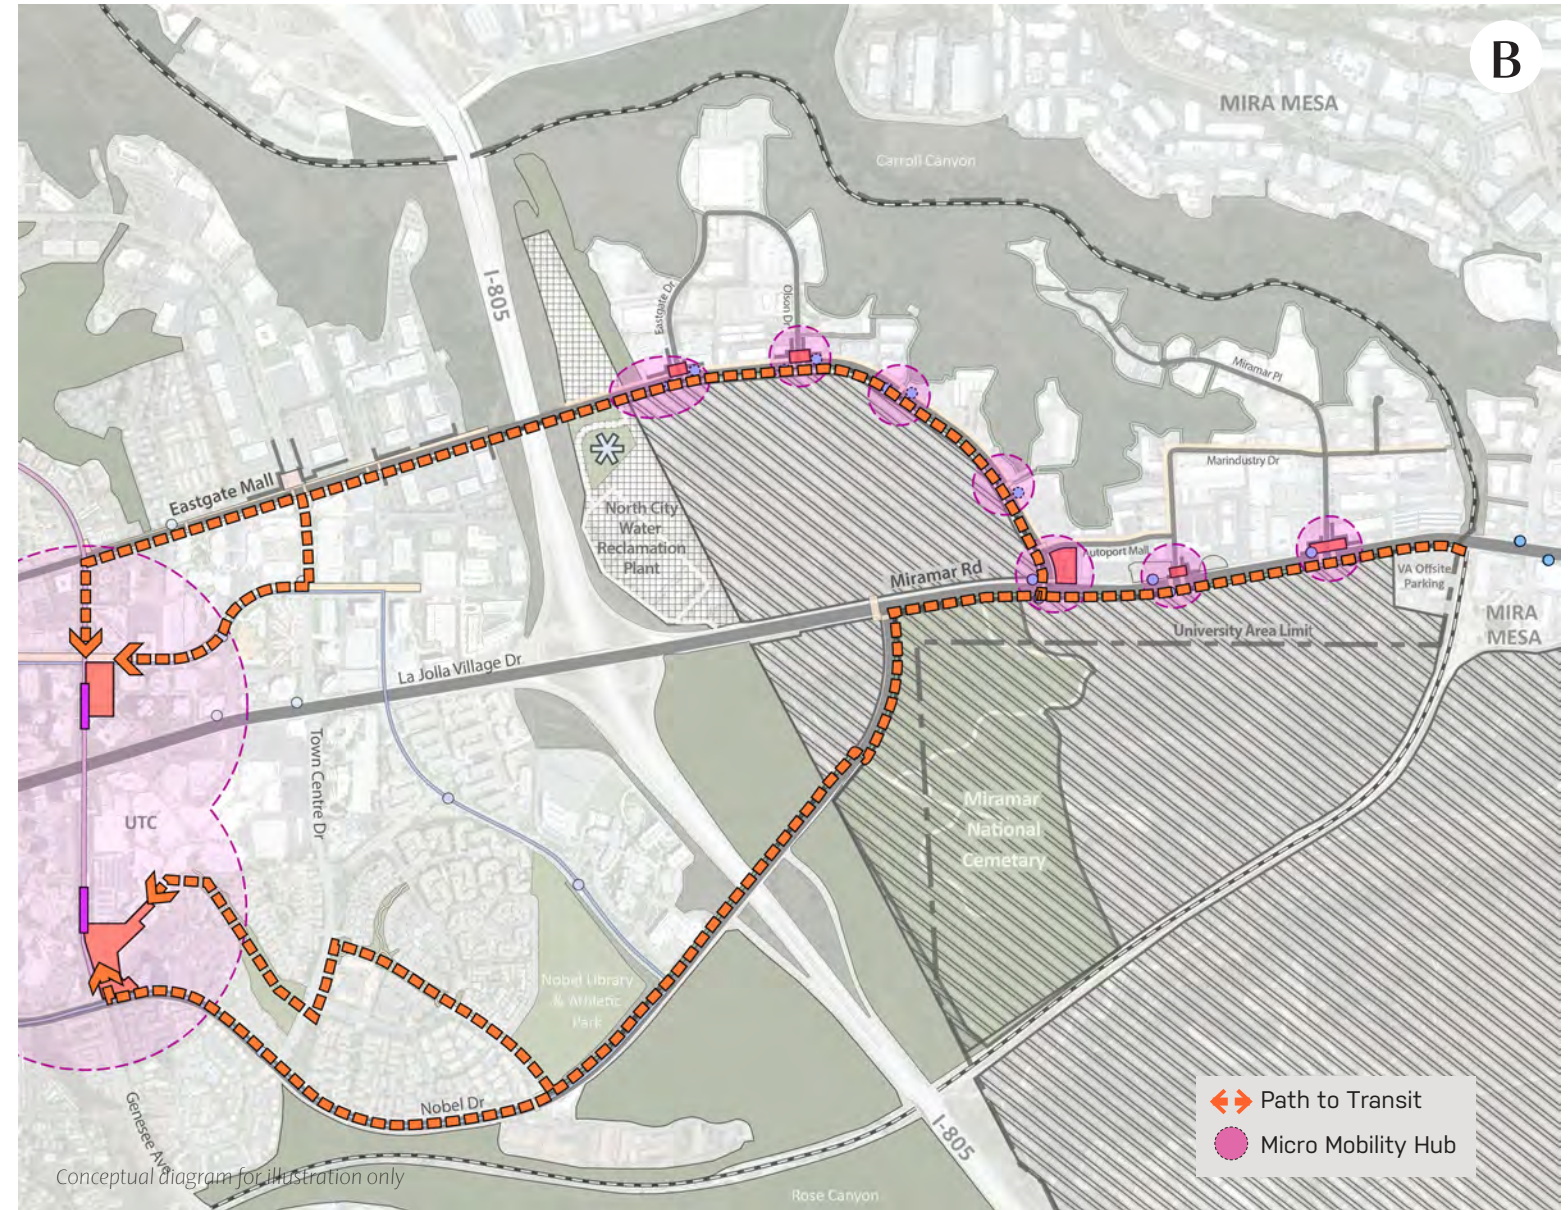 B
MIRA MESA
Carroll Canyon
I-805
Eastgate Dr
Olson Dr
Miramar Pl
Marindustry Dr
Eastgate Mall
North City
Water
Reclamation
Plant
Autoport Mall
Miramar Rd
VA Offsite
Parking
MIRA
MESA
University Area Limit
La Jolla Village Dr
Town Centre Dr
UTC
Miramar
National
Cemetary
Nobel Library
& Athletic
Park
Nobel Dr
Genesee Ave
I-805
Path to Transit
Micro Mobility Hub
Conceptual diagram for illustration only
Rose Canyon